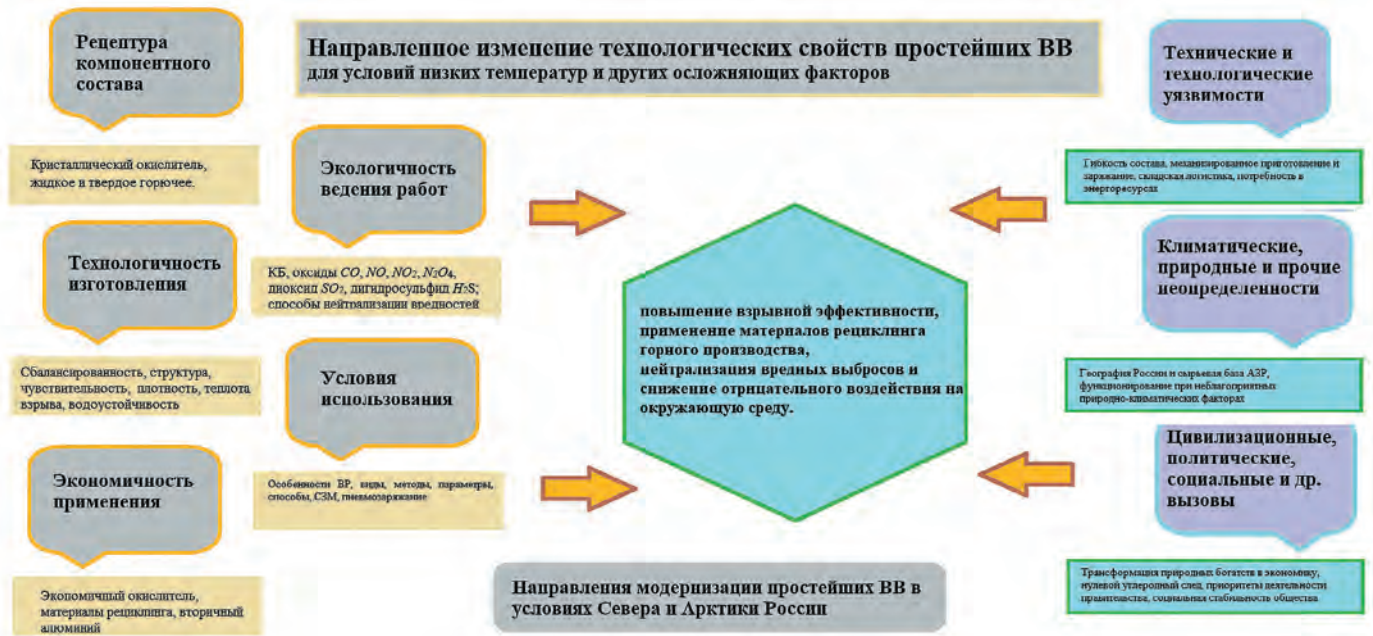 Направленное изменение технологических свойств простейших ВВ
для условий низких температур и других осложняющих факторов
Рецептура
компонентного
состава
Кристаллический окислитель,
жидкое и твердое горючее.
Технологичность
изготовления
Сбалансированность, структура,
чувствительность, плотность, теплота
взрыва, водоустойчивость
Экономичность
применения
Экономичный окислитель,
материалы рециклинга, вторичный
алюминий
Экологичность
ведения работ
КБ, оксиды CO, NO, NO2, N2O4,
диоксид SO2, дигидросульфид H2S;
способы нейтрализации вредностей
Условия
использования
Особенности ВР, виды, методы, параметры,
способы, СЗМ, пневмозаряжание
повышение взрывной эффективности,
применение материалов рециклинга
горного производства,
нейтрализация вредных выбросов и
снижение отрицательного воздействия на
окружающую среду.
Технические и
технологические
уязвимости
Гибкость состава, механизированное приготовление и
заряжание, складская логистика, потребность в
энергоресурсах
Климатические,
природные и прочие
неопределенности
География России и сырьевая база АЗР,
функционирование при неблагоприятных
природно-климатических факторах
Цивилизационные,
политические,
социальные и др.
вызовы
Трансформация природных богатств в экономику,
нулевой углеродный след, приоритеты деятельности
правительства, социальная стабильность общества
Направления модернизации простейших ВВ в
условиях Севера и Арктики России